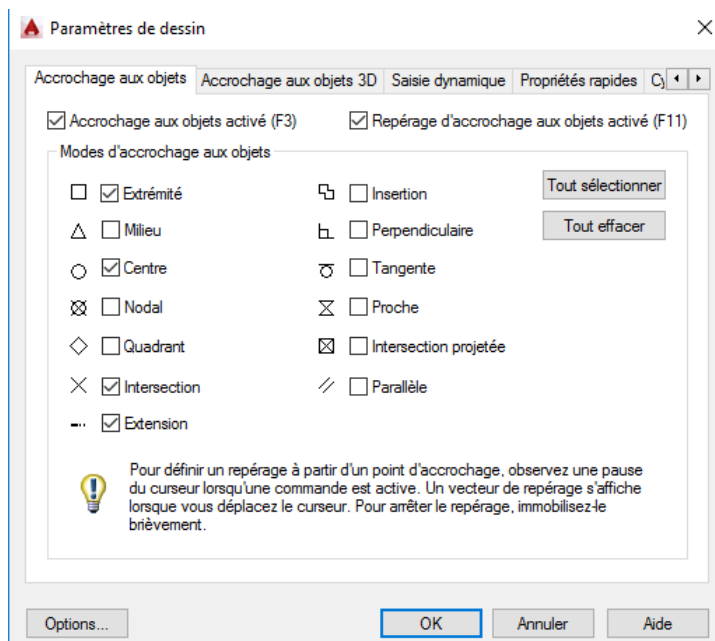 Paramètres de dessin
Accrochage aux objets Accrochage aux objets 3D Saisie dynamique Propriétés rapides Cy
Accrochage aux objets activé (F3) Repérage d'accrochage aux objets activé (F11)
Modes d'accrochage aux objets
Extrémité Insertion Tout sélectionner
Milieu Perpendiculaire Tout effacer
Centre Tangente
Nodal Proche
Quadrant Intersection projetée
Intersection Parallèle
Extension
Pour définir un repérage à partir d'un point d'accrochage, observez une pause
du curseur lorsqu'une commande est active. Un vecteur de repérage s'affiche
lorsque vous déplacez le curseur. Pour arrêter le repérage, immobilisez-le
brièvement.
Options... OK Annuler Aide